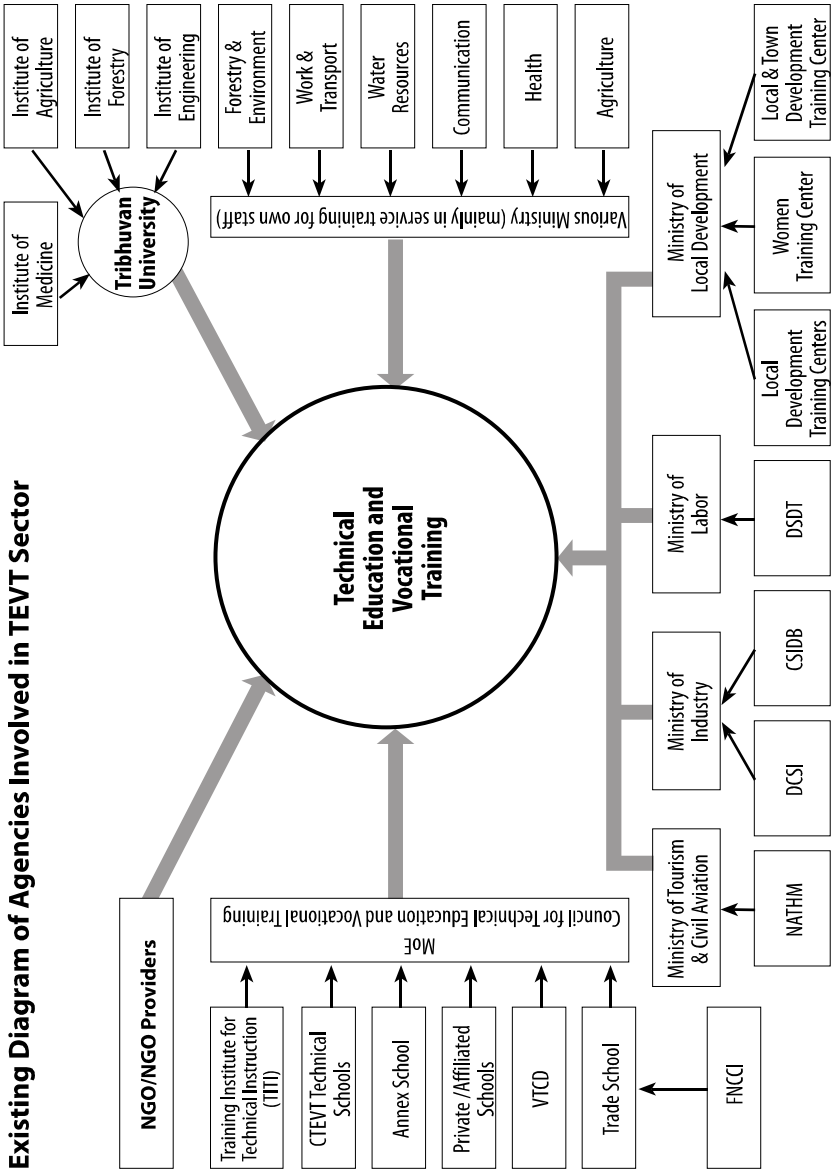 Existing Diagram of Agencies Involved in TEVT Sector
NGO/NGO Providers
Institute of
Medicine
Institute of
Agriculture
Institute of
Forestry
Institute of
Engineering
Tribhuvan
University
Training Institute for
Technical Instruction
(TITI)
CTEVT Technical
Schools
Annex School
Private /Affiliated
Schools
VTCD
Trade School
FNCCI
MoE
Council for Technical Education and Vocational Training
Technical
Education and
Vocational
Training
Various Ministry (mainly in service training for own staff)
Forestry &
Environment
Work &
Transport
Water
Resources
Communication
Health
Agriculture
Ministry of Tourism
& Civil Aviation
Ministry of
Industry
Ministry of
Labor
Ministry of
Local Development
NATHM
DCSI
CSIDB
DSDT
Local
Development
Training Centers
Women
Training Center
Local & Town
Development
Training Center